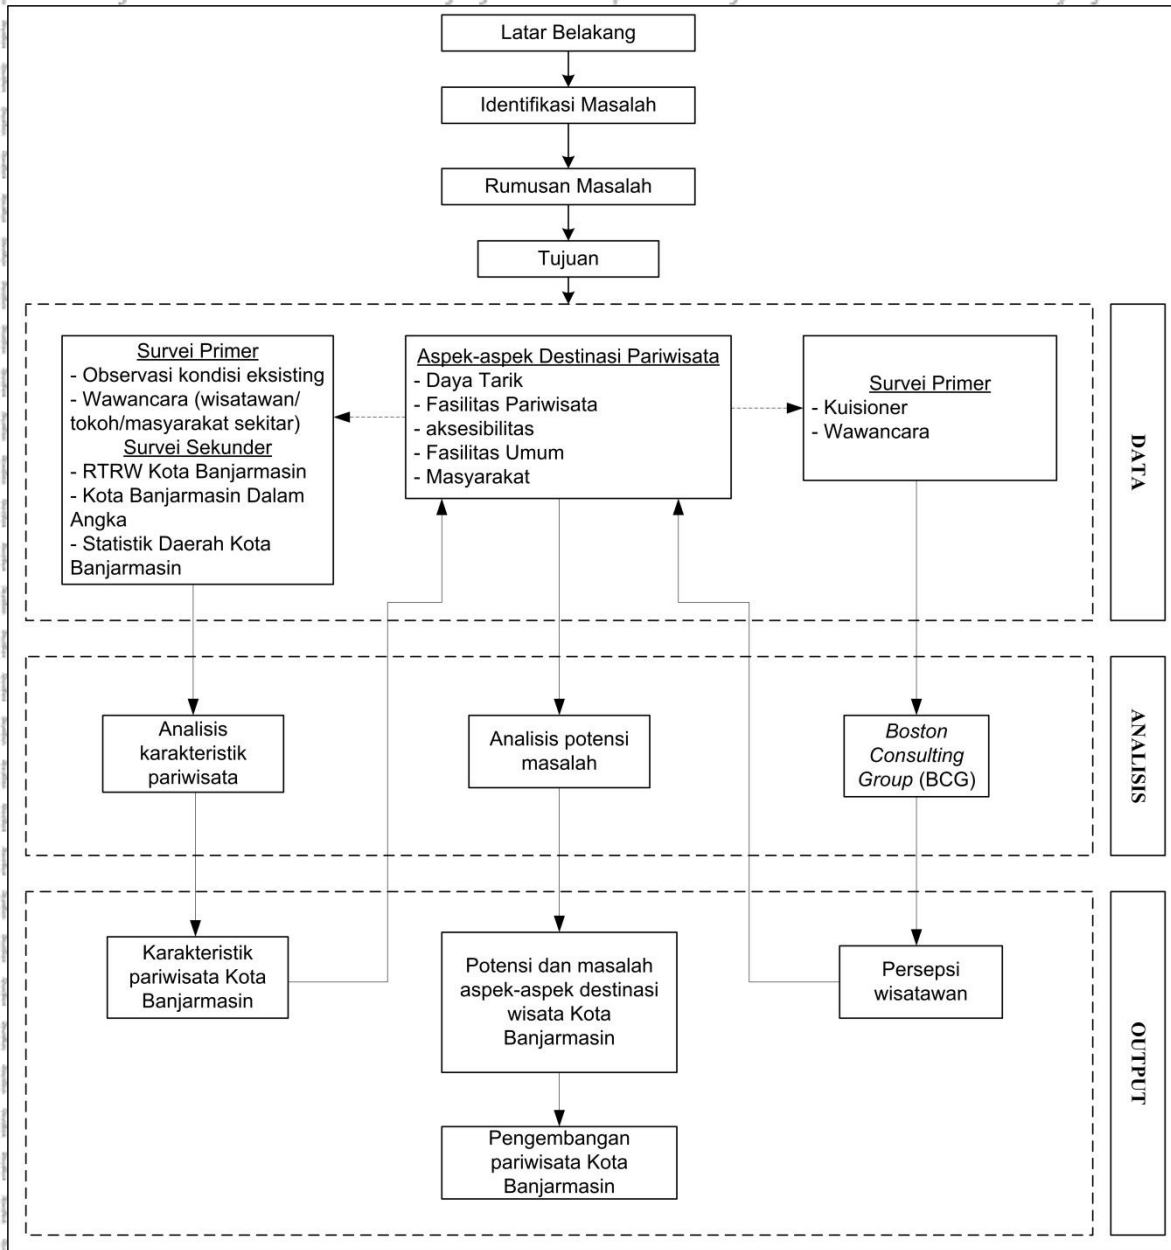 Latar Belakang
Identifikasi Masalah
Rumusan Masalah
Tujuan
Survei Primer
- Observasi kondisi eksisting
- Wawancara (wisatawan/
tokoh/masyarakat sekitar)
Survei Sekunder
- RTRW Kota Banjarmasin
- Kota Banjarmasin Dalam
Angka
- Statistik Daerah Kota
Banjarmasin
Aspek-aspek Destinasi Pariwisata
- Daya Tarik
- Fasilitas Pariwisata
- aksesibilitas
- Fasilitas Umum
- Masyarakat
Survei Primer
- Kuisioner
- Wawancara
DATA
Analisis
karakteristik
pariwisata
Analisis potensi
masalah
Boston
Consulting
Group (BCG)
ANALISIS
Karakteristik
pariwisata Kota
Banjarmasin
Potensi dan masalah
aspek-aspek destinasi
wisata Kota
Banjarmasin
Persepsi
wisatawan
Pengembangan
pariwisata Kota
Banjarmasin
OUTPUT